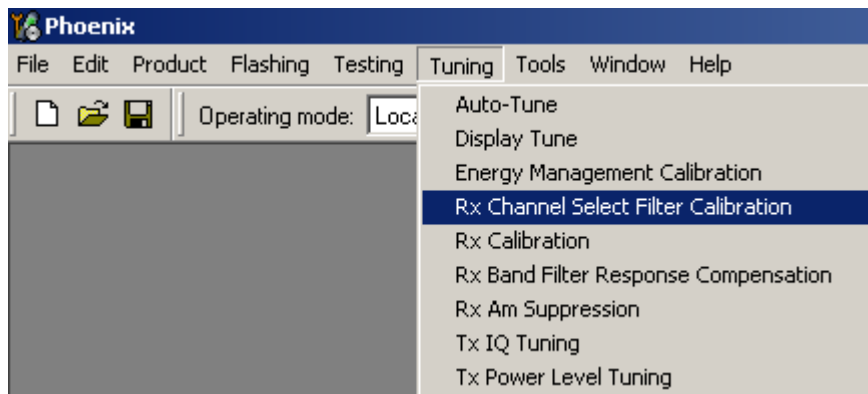 Phoenix
File Edit Product Flashing Testing Tuning Tools Window Help
Operating mode: Loca
Auto-Tune
Display Tune
Energy Management Calibration
Rx Channel Select Filter Calibration
Rx Calibration
Rx Band Filter Response Compensation
Rx Am Suppression
Tx IQ Tuning
Tx Power Level Tuning